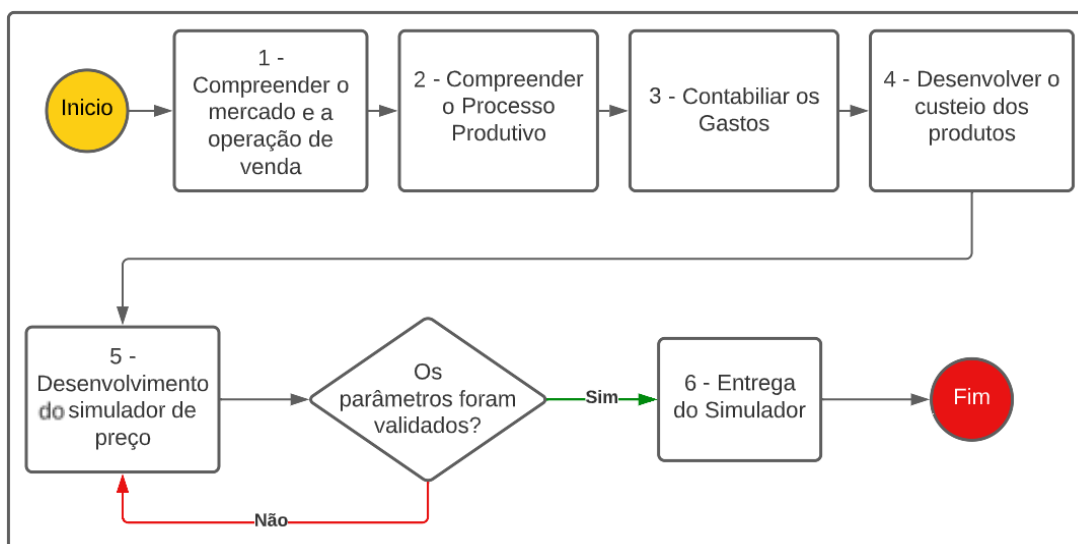 Inicio
1 -
Compreender o
mercado e a
operação de
venda
2 - Compreender
o Processo
Produtivo
3 - Contabiliar os
Gastos
4 - Desenvolver o
custeio dos
produtos
5 -
Desenvolvimento
do simulador de
preço
Os
parâmetros foram
validados?
Sim
6 - Entrega
do Simulador
Fim
Não